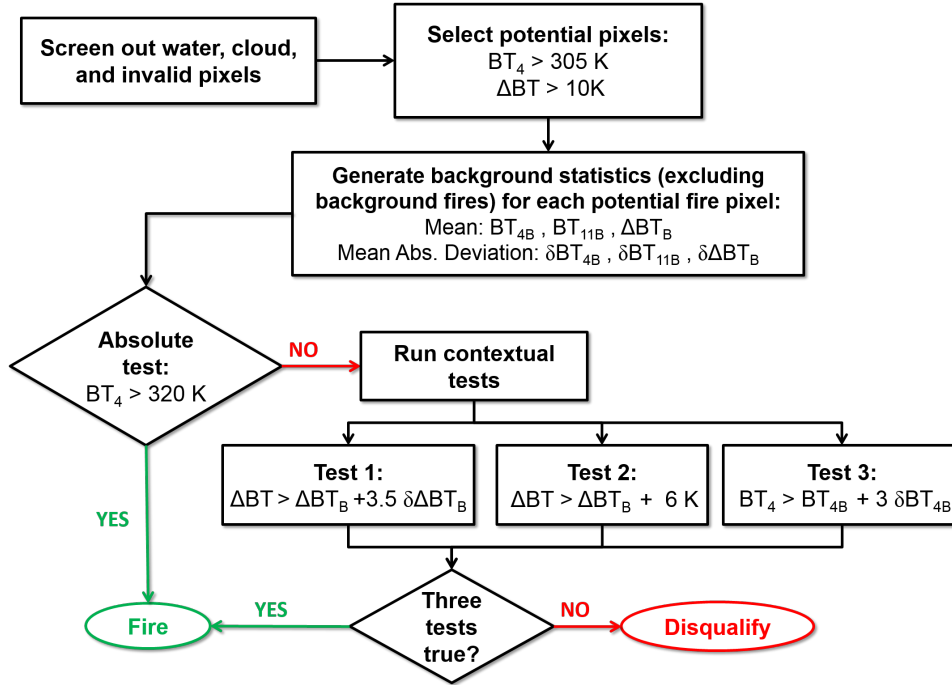 Screen out water, cloud,
and invalid pixels
Select potential pixels:
BT₄ > 305 K
ΔBT > 10K
Generate background statistics (excluding
background fires) for each potential fire pixel:
Mean: BT₄B , BT₁₁B , ΔBTB
Mean Abs. Deviation: δBT₄B , δBT₁₁B , δΔBTB
Absolute
test:
BT₄ > 320 K
NO
Run contextual
tests
Test 1:
ΔBT > ΔBTB +3.5 δΔBTB
Test 2:
ΔBT > ΔBTB + 6 K
Test 3:
BT₄ > BT₄B + 3 δBT₄B
YES
Three
tests
true?
YES
NO
Fire
Disqualify